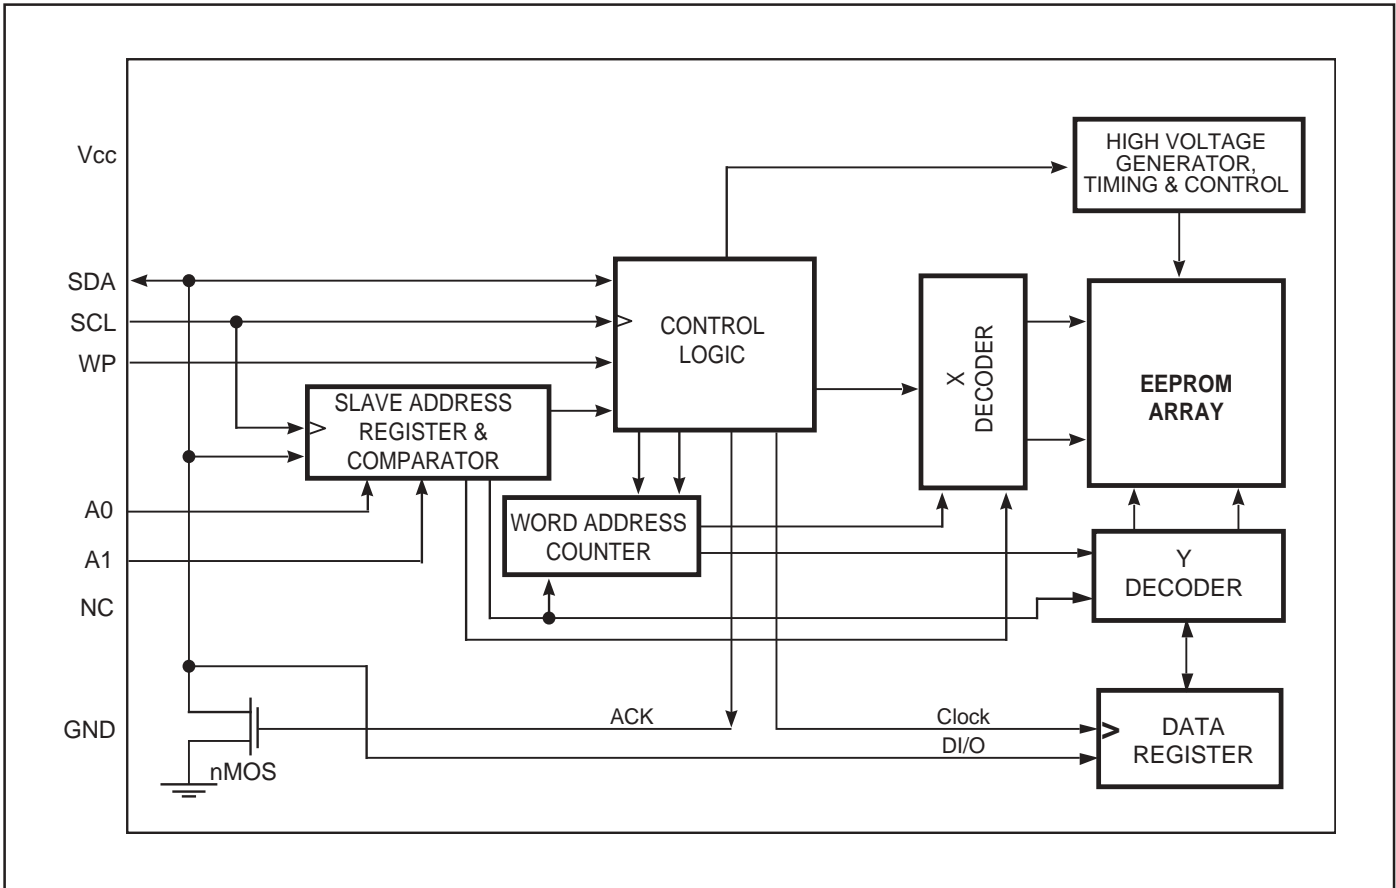 Vcc
HIGH VOLTAGE
GENERATOR,
TIMING & CONTROL
SDA
SCL
WP
CONTROL
LOGIC
X
DECODER
EEPROM
ARRAY
SLAVE ADDRESS
REGISTER &
COMPARATOR
A0
A1
NC
WORD ADDRESS
COUNTER
Y
DECODER
GND
nMOS
ACK
Clock
DI/O
DATA
REGISTER